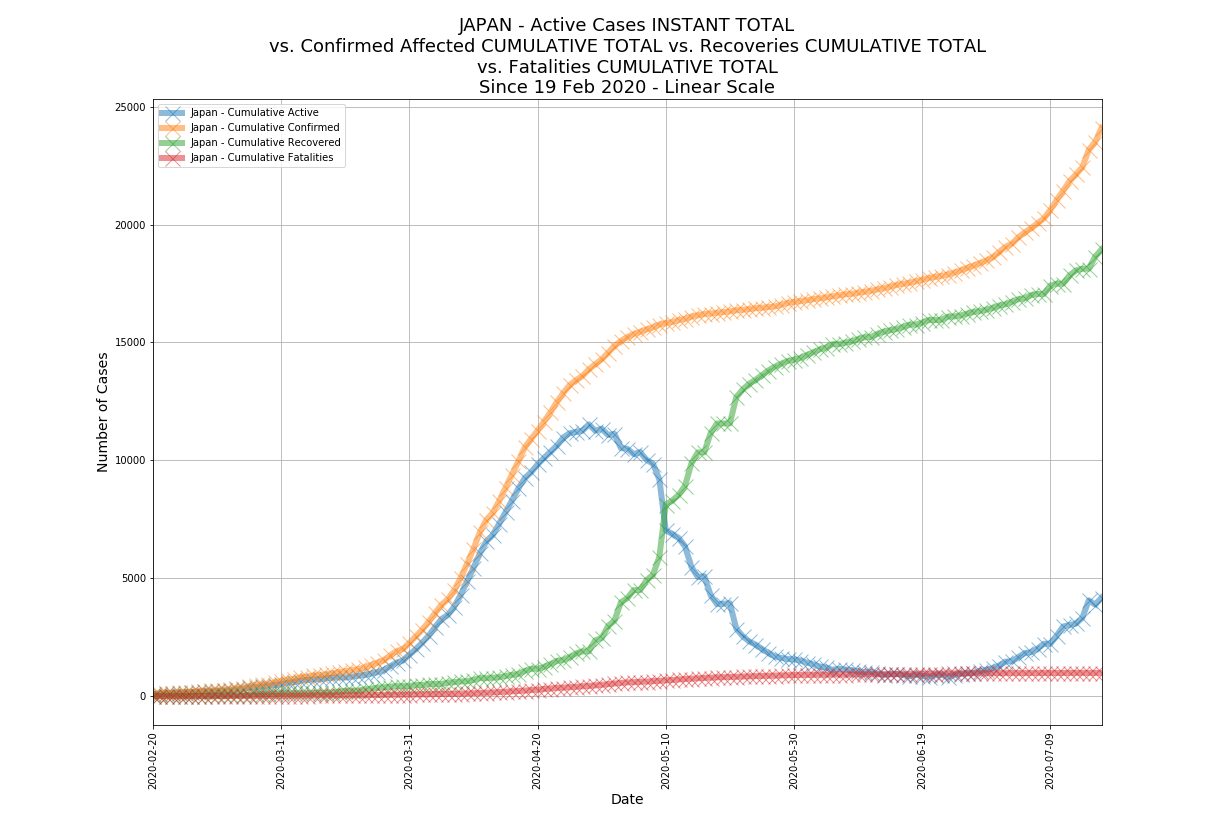 JAPAN - Active Cases INSTANT TOTAL
vs. Confirmed Affected CUMULATIVE TOTAL vs. Recoveries CUMULATIVE TOTAL
vs. Fatalities CUMULATIVE TOTAL
Since 19 Feb 2020 - Linear Scale
Japan - Cumulative Active
Japan - Cumulative Confirmed
Japan - Cumulative Recovered
Japan - Cumulative Fatalities
Number of Cases
25000
20000
15000
10000
5000
0
2020-02-20
2020-03-11
2020-03-31
2020-04-20
2020-05-10
2020-05-30
2020-06-19
2020-07-09
Date